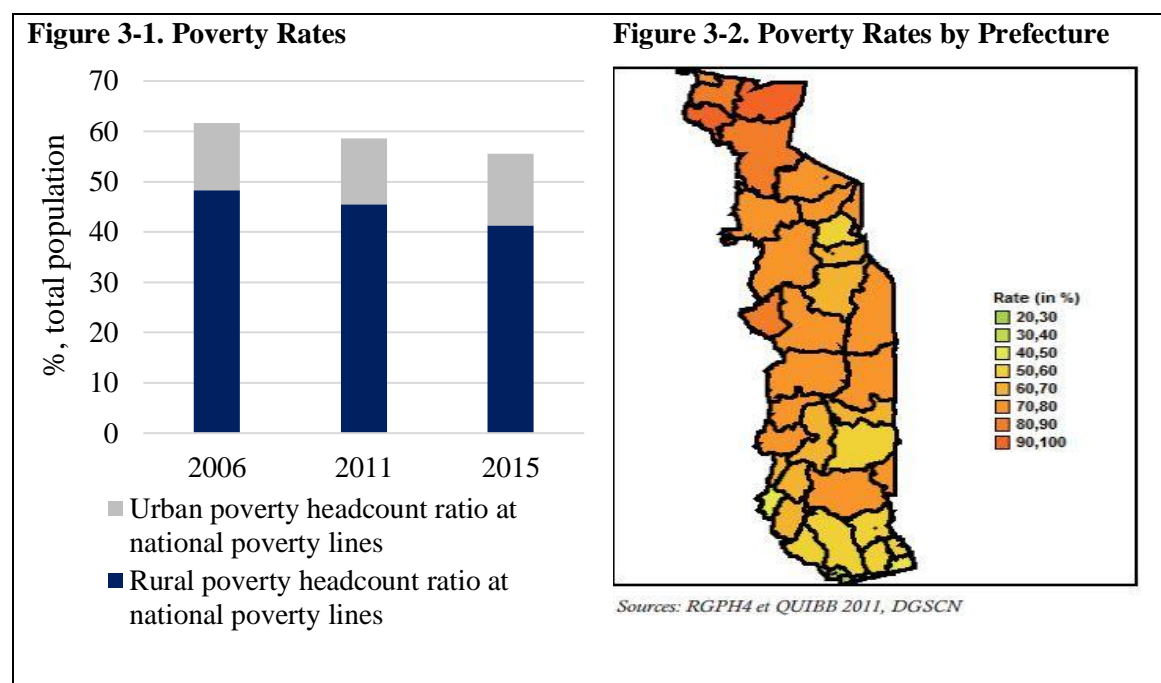 Figure 3-1. Poverty Rates
70
60
50
40
30
20
10
0
%, total population
2006 2011 2015
Urban poverty headcount ratio at
national poverty lines
Rural poverty headcount ratio at
national poverty lines
Figure 3-2. Poverty Rates by Prefecture
Rate (in %)
20,30
30,40
40,50
50,60
60,70
70,80
80,90
90,100
Sources: RGPH4 et QUIBB 2011, DGSCN